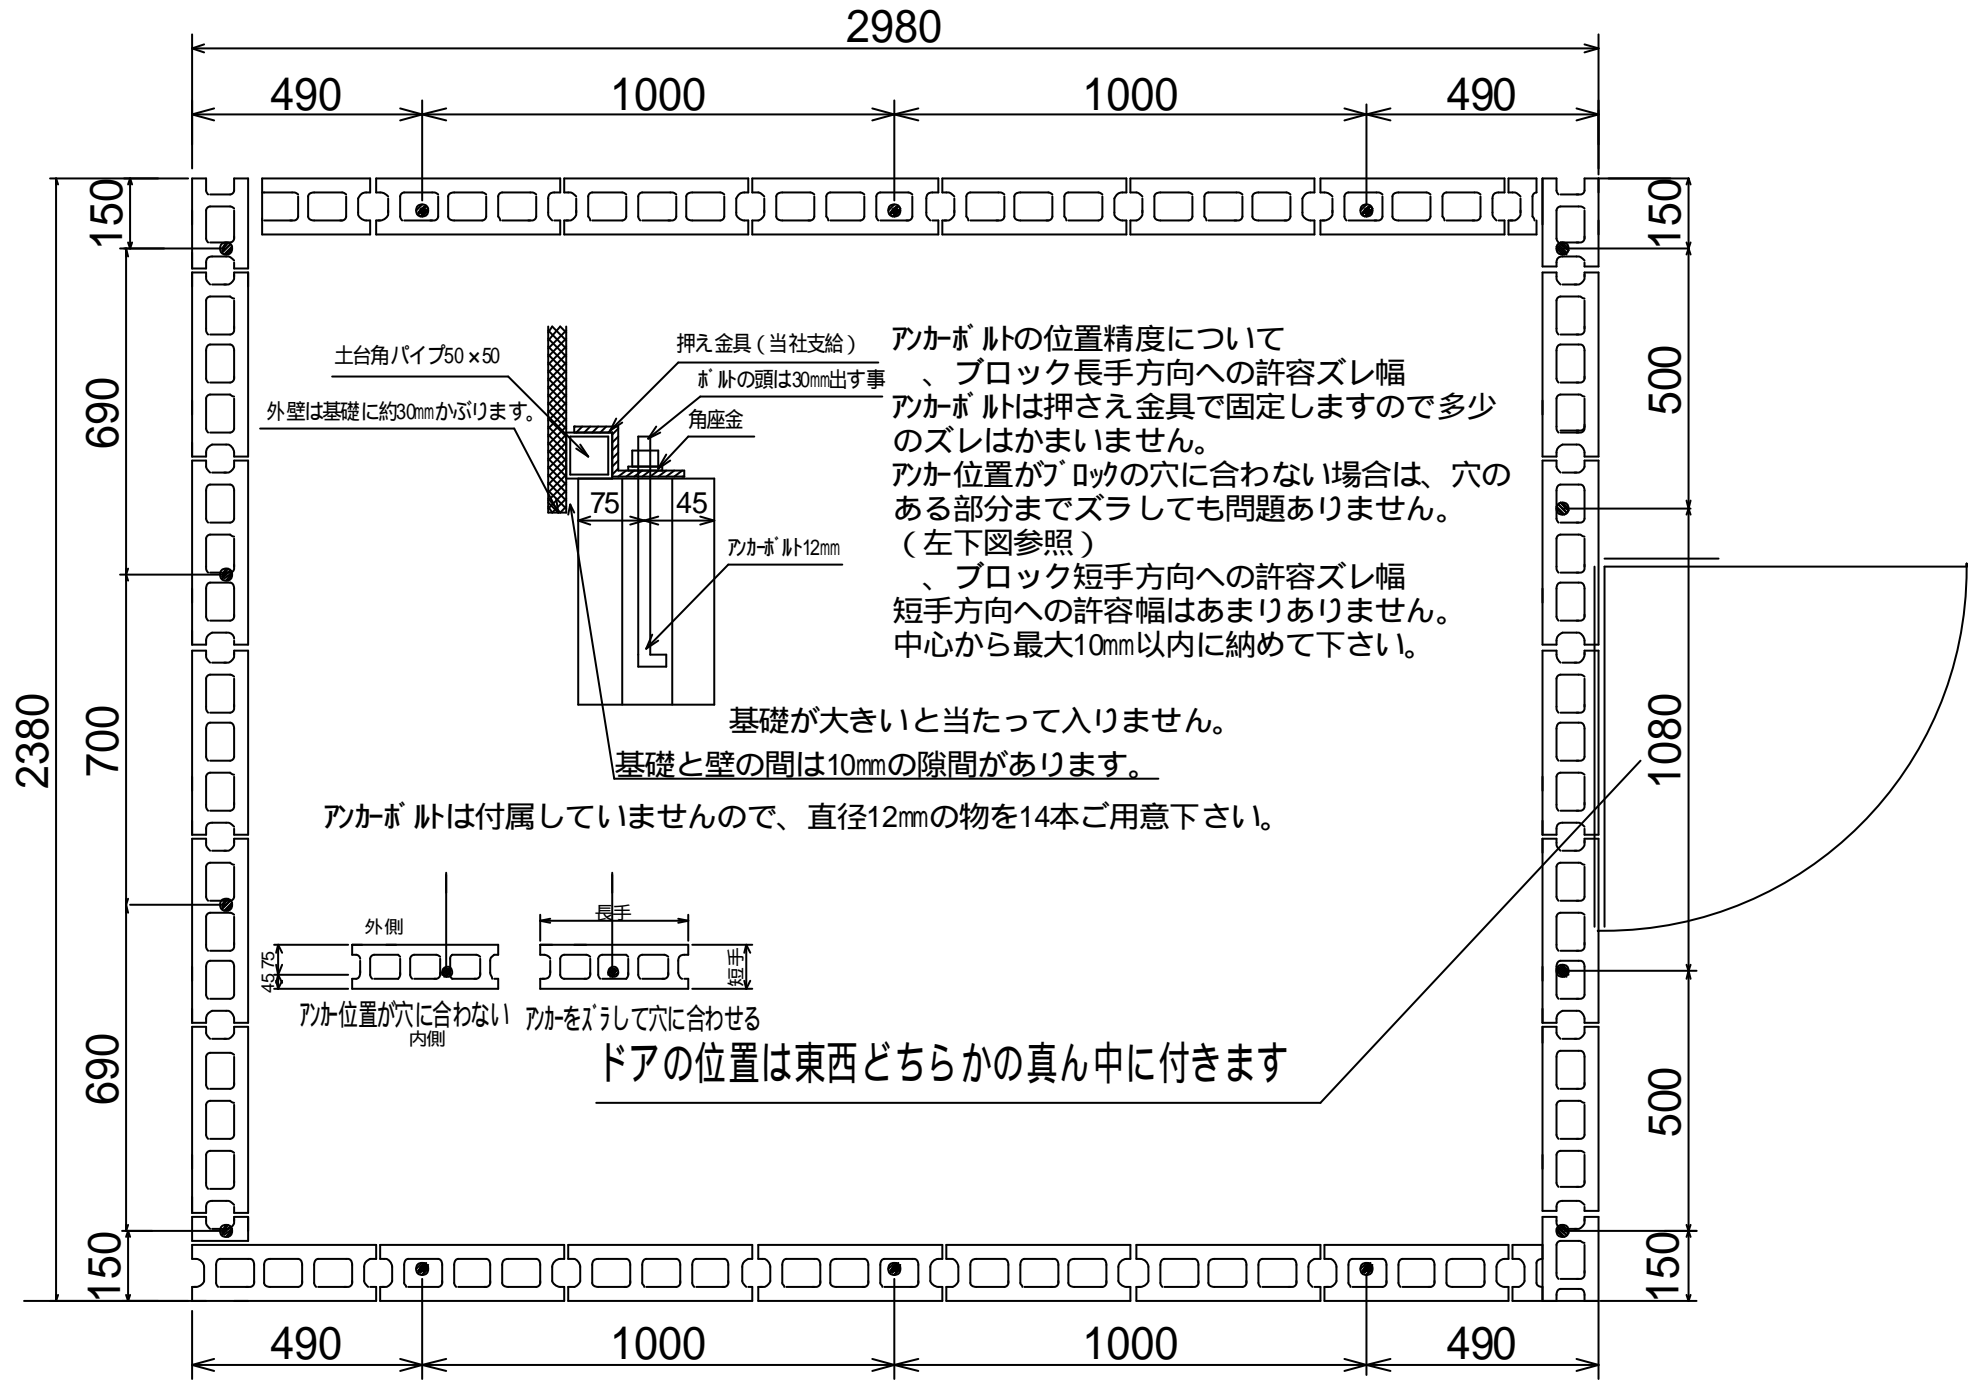 2980
490
1000
1000
490
150
690
700
690
150
2380
150
500
1080
500
150
土台角パイプ50×50
外壁は基礎に約30mmかぶります。
押え金具（当社支給）
ボルトの頭は30mm出す事
角座金
75
45
アンカーボルト12mm
アンカーボルトの位置精度について
、ブロック長手方向への許容ズレ幅
アンカーボルトは押さえ金具で固定しますので多少
のズレはかまいません。
アンカー位置がブロックの穴に合わない場合は、穴の
ある部分までズラしても問題ありません。
（左下図参照）
、ブロック短手方向への許容ズレ幅
短手方向への許容幅はあまりありません。
中心から最大10mm以内に納めて下さい。
基礎が大きいと当たって入りません。
基礎と壁の間は10mmの隙間があります。
アンカーボルトは付属していませんので、直径12mmの物を14本ご用意下さい。
外側
75
45
アンカー位置が穴に合わない
内側
長手
短手
アンカーをズラして穴に合わせる
ドアの位置は東西どちらかの真ん中に付きます
490
1000
1000
490